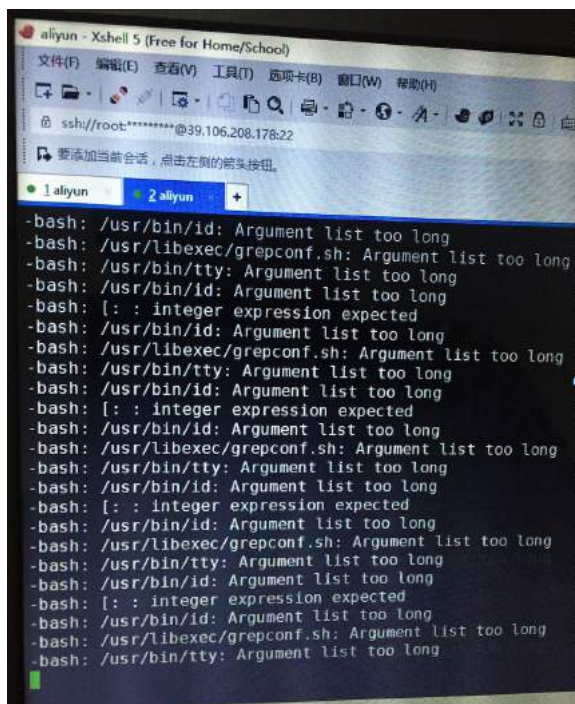 aliyun - Xshell 5 (Free for Home/School)
文件(F) 编辑(E) 查看(V) 工具(T) 选项卡(B) 窗口(W) 帮助(H)
ssh://root:*********@39.106.208.178:22
要添加当前会话，点击左侧的箭头按钮。
1 aliyun 2 aliyun +
-bash: /usr/bin/id: Argument list too long
-bash: /usr/libexec/grepconf.sh: Argument list too long
-bash: /usr/bin/tty: Argument list too long
-bash: /usr/bin/id: Argument list too long
-bash: [: : integer expression expected
-bash: /usr/bin/id: Argument list too long
-bash: /usr/libexec/grepconf.sh: Argument list too long
-bash: /usr/bin/tty: Argument list too long
-bash: /usr/bin/id: Argument list too long
-bash: [: : integer expression expected
-bash: /usr/bin/id: Argument list too long
-bash: /usr/libexec/grepconf.sh: Argument list too long
-bash: /usr/bin/tty: Argument list too long
-bash: /usr/bin/id: Argument list too long
-bash: [: : integer expression expected
-bash: /usr/bin/id: Argument list too long
-bash: /usr/libexec/grepconf.sh: Argument list too long
-bash: /usr/bin/tty: Argument list too long
-bash: /usr/bin/id: Argument list too long
-bash: [: : integer expression expected
-bash: /usr/bin/id: Argument list too long
-bash: /usr/libexec/grepconf.sh: Argument list too long
-bash: /usr/bin/tty: Argument list too long